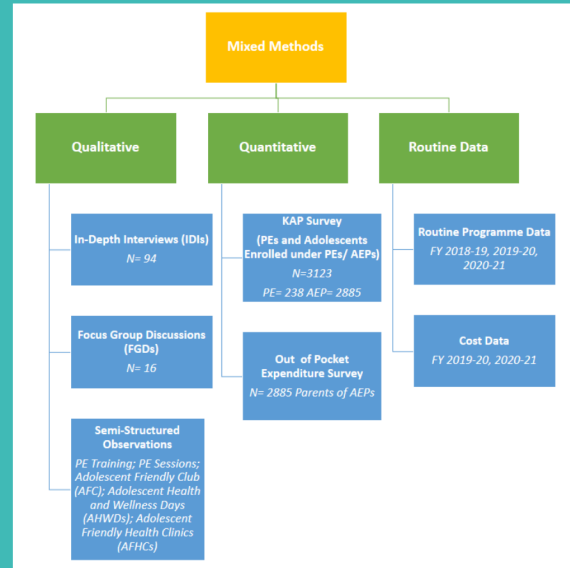 Mixed Methods
Qualitative
In-Depth Interviews (IDIs)
N= 94
Focus Group Discussions
(FGDs)
N= 16
Semi-Structured
Observations
PE Training; PE Sessions;
Adolescent Friendly Club
(AFC); Adolescent Health
and Wellness Days
(AHWDs); Adolescent
Friendly Health Clinics
(AFHCs)
Quantitative
KAP Survey
(PEs and Adolescents
Enrolled under PEs/ AEPs)
N=3123
PE= 238 AEP= 2885
Out of Pocket
Expenditure Survey
N= 2885 Parents of AEPs
Routine Data
Routine Programme Data
FY 2018-19, 2019-20,
2020-21
Cost Data
FY 2019-20, 2020-21